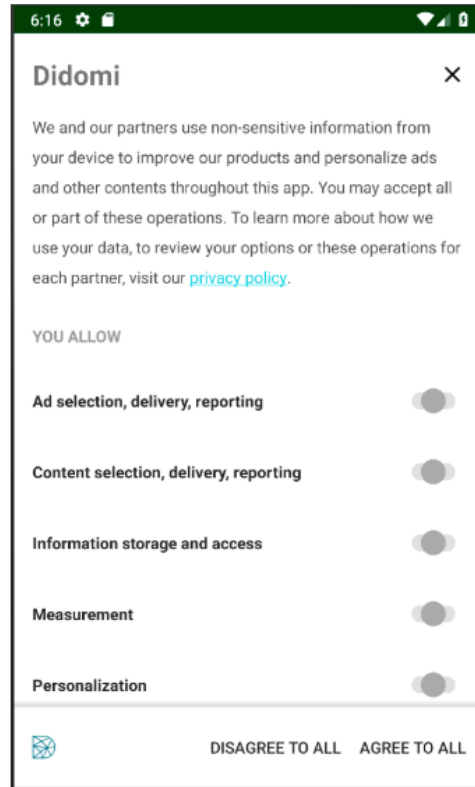 6:16
Didomi
We and our partners use non-sensitive information from
your device to improve our products and personalize ads
and other contents throughout this app. You may accept all
or part of these operations. To learn more about how we
use your data, to review your options or these operations for
each partner, visit our privacy policy.
YOU ALLOW
Ad selection, delivery, reporting
Content selection, delivery, reporting
Information storage and access
Measurement
Personalization
DISAGREE TO ALL AGREE TO ALL